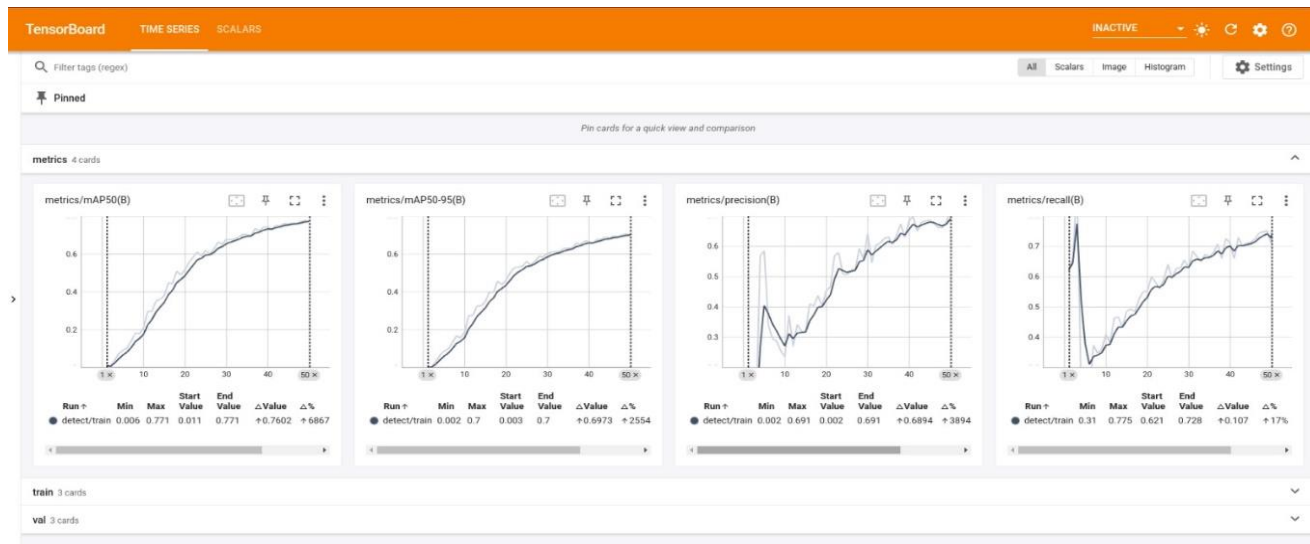 TensorBoard TIME SERIES SCALARS INACTIVE
Filter tags (regex) All Scalars Image Histogram Settings
Pinned
Pin cards for a quick view and comparison
metrics 4 cards
metrics/mAP50(B)
0.6
0.4
0.2
1 × 10 20 30 40 50 ×
Run↑ Min Max Start Value End Value △Value △%
detect/train 0.006 0.771 0.011 0.771 ↑0.7602 ↑6867
metrics/mAP50-95(B)
0.6
0.4
0.2
1 × 10 20 30 40 50 ×
Run↑ Min Max Start Value End Value △Value △%
detect/train 0.002 0.7 0.003 0.7 ↑0.6973 ↑2554
metrics/precision(B)
0.6
0.5
0.4
0.3
1 × 10 20 30 40 50 ×
Run↑ Min Max Start Value End Value △Value △%
detect/train 0.002 0.691 0.002 0.691 ↑0.6894 ↑3894
metrics/recall(B)
0.7
0.6
0.5
0.4
1 × 10 20 30 40 50 ×
Run↑ Min Max Start Value End Value △Value △%
detect/train 0.31 0.775 0.621 0.728 ↑0.107 ↑17%
train 3 cards
val 3 cards